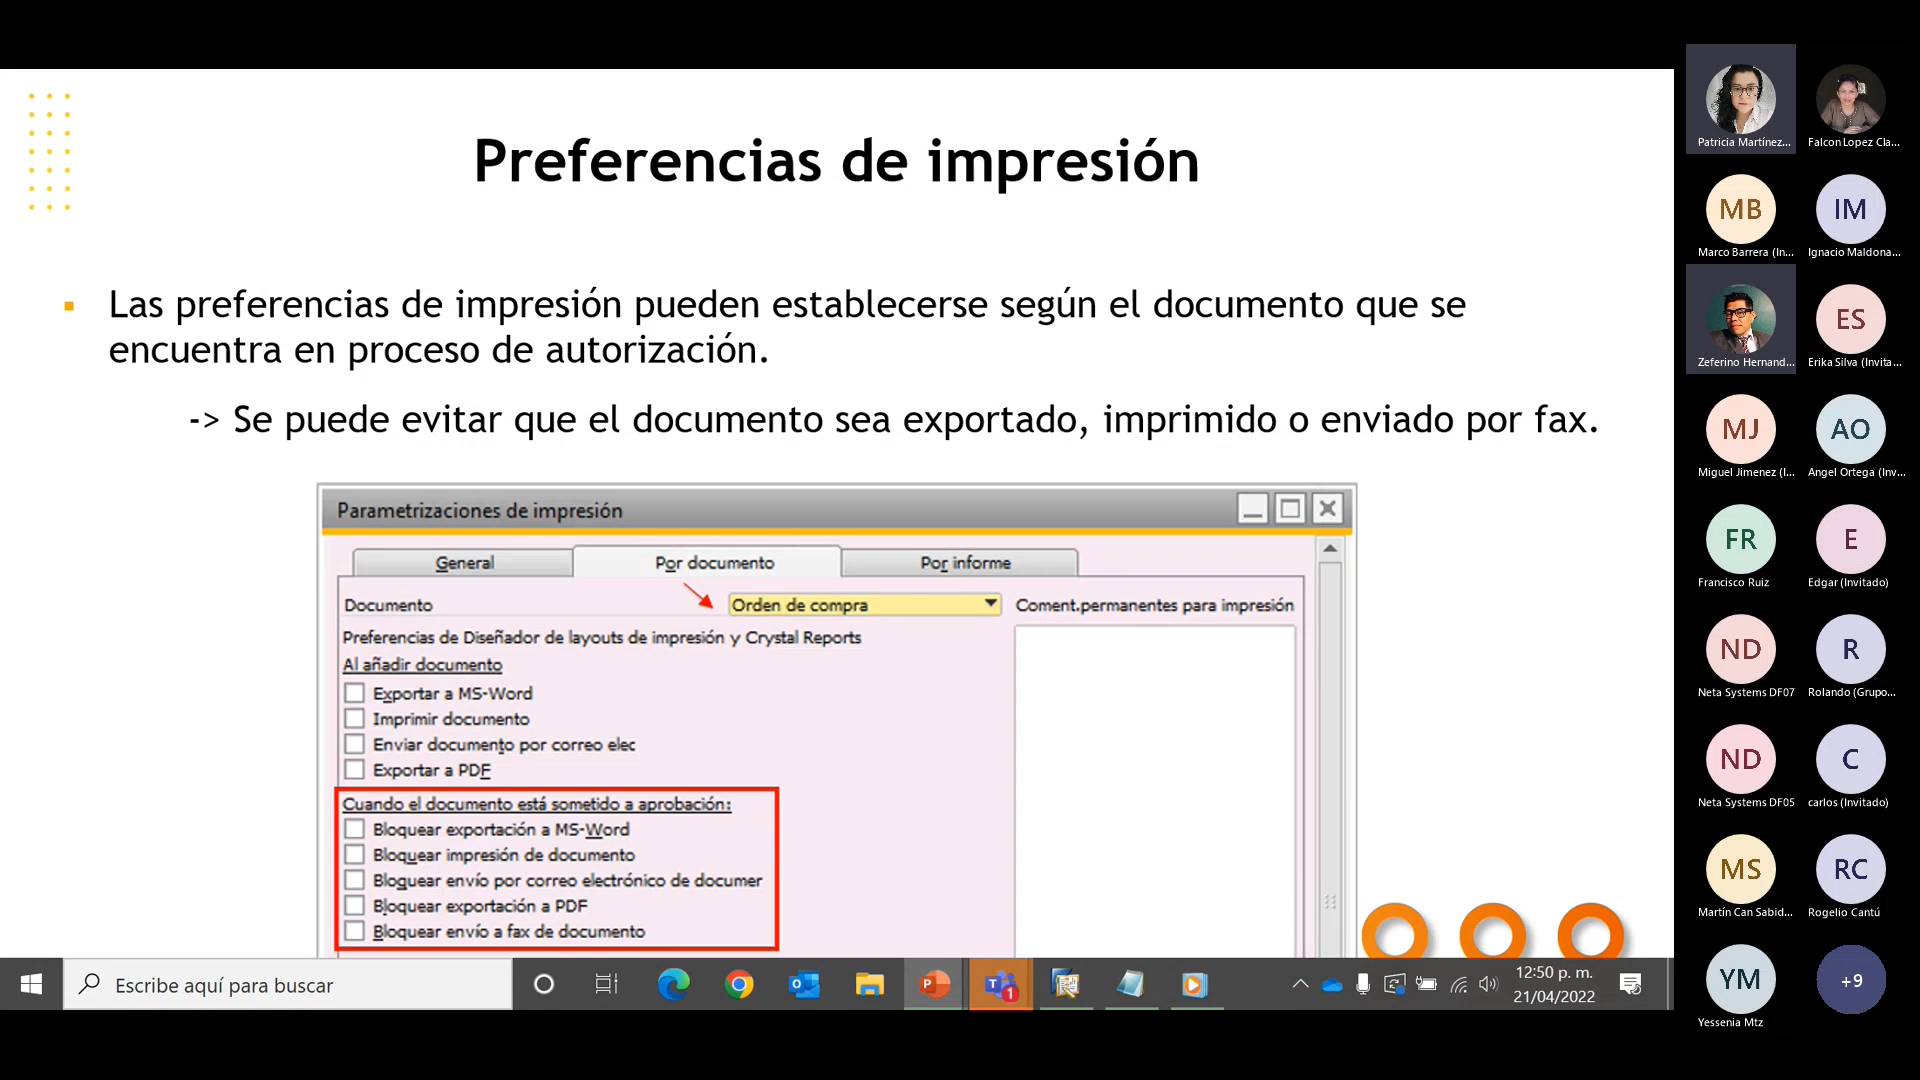 Preferencias de impresión
▪ Las preferencias de impresión pueden establecerse según el documento que se
encuentra en proceso de autorización.
-> Se puede evitar que el documento sea exportado, imprimido o enviado por fax.
Parametrizaciones de impresión
General
Por documento
Por informe
Documento
Orden de compra
Coment.permanentes para impresión
Preferencias de Diseñador de layouts de impresión y Crystal Reports
Al añadir documento
Exportar a MS-Word
Imprimir documento
Enviar documento por correo elec
Exportar a PDF
Cuando el documento está sometido a aprobación:
Bloquear exportación a MS-Word
Bloquear impresión de documento
Bloquear envío por correo electrónico de documer
Bloquear exportación a PDF
Bloquear envío a fax de documento
Escribe aquí para buscar
1
12:50 p. m.
21/04/2022
Patricia Martínez...
Falcon Lopez Cla...
MB
IM
Marco Barrera (In...
Ignacio Maldona...
ES
Zeferino Hernand...
Erika Silva (Invita...
MJ
AO
Miguel Jimenez (I...
Angel Ortega (Inv...
FR
E
Francisco Ruiz
Edgar (Invitado)
ND
R
Neta Systems DF07
Rolando (Grupo...
ND
C
Neta Systems DF05
carlos (Invitado)
MS
RC
Martín Can Sabid...
Rogelio Cantú
YM
+9
Yessenia Mtz